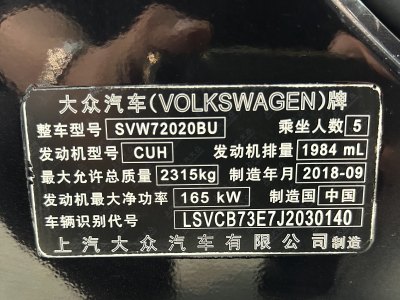 大众汽车(VOLKSWAGEN)牌
整车型号 SVW72020BU 乘坐人数 5
发动机型号 CUH 发动机排量 1984 mL
最大允许总质量 2315kg 制造年月 2018-09
发动机最大净功率 165 kW 制造国 中国
车辆识别代号 LSVCB73E7J2030140
上汽大众汽车有限公司制造